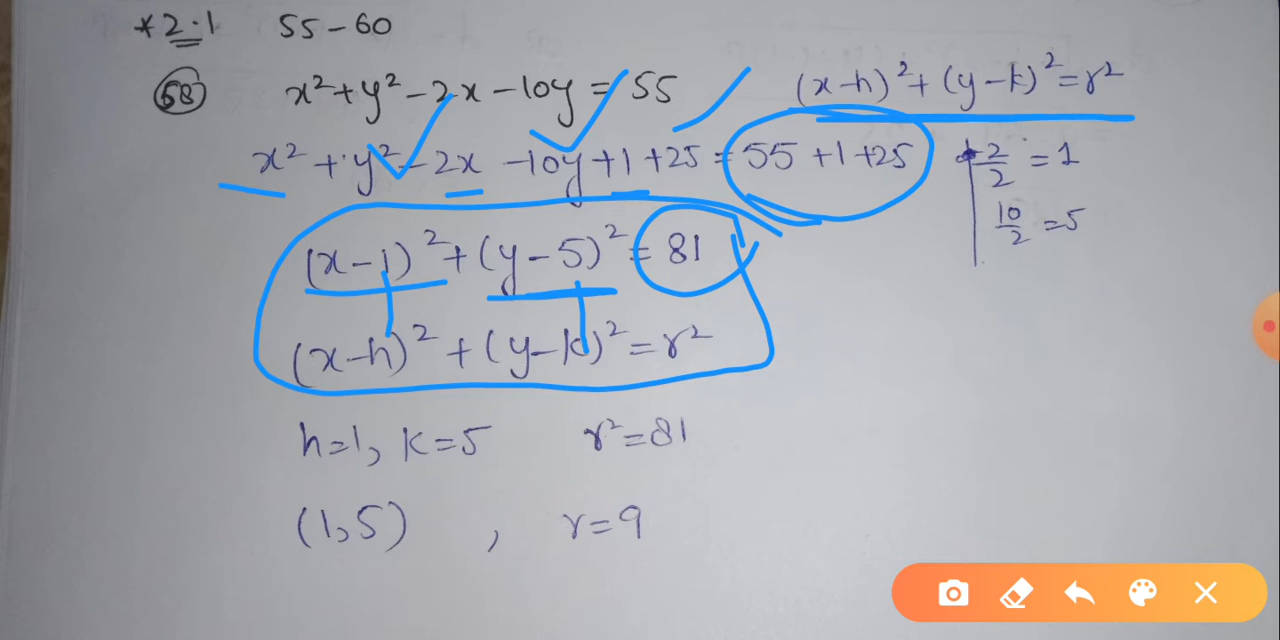 *2.1 55-60
58 x²+y²-2x-10y=55
(x-h)²+(y-k)²=r²
x²+y²-2x-10y+1+25=55+1+25
2/2=1
10/2=5
(x-1)²+(y-5)²=81
(x-h)²+(y-k)²=r²
h=1, k=5 r²=81
(1,5) , r=9